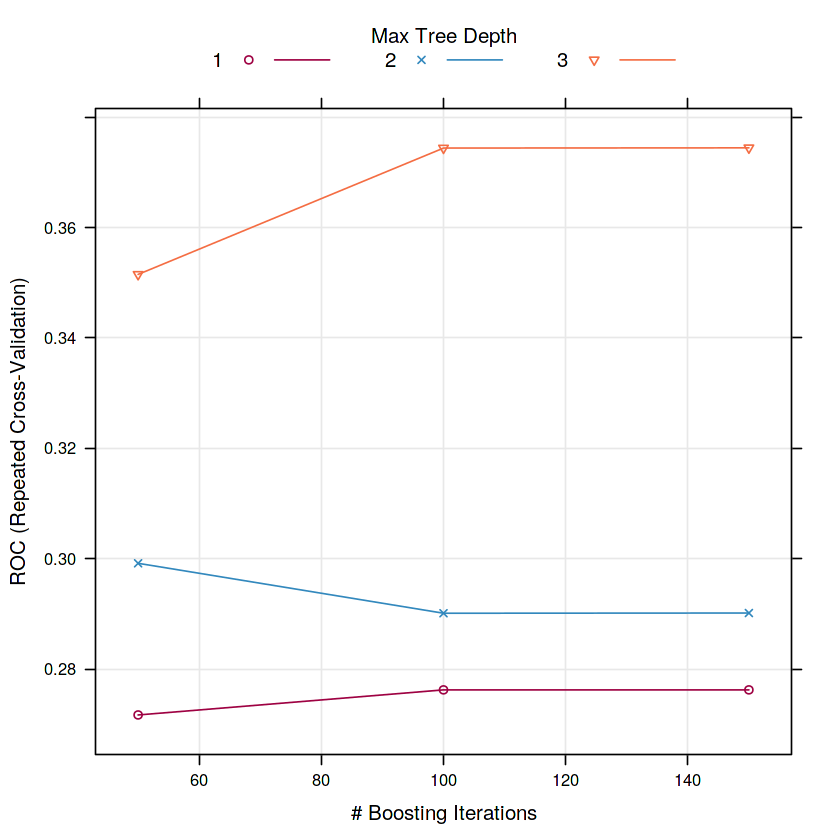 Max Tree Depth
1 2 3
0.36
0.34
0.32
0.30
0.28
ROC (Repeated Cross-Validation)
60 80 100 120 140
# Boosting Iterations